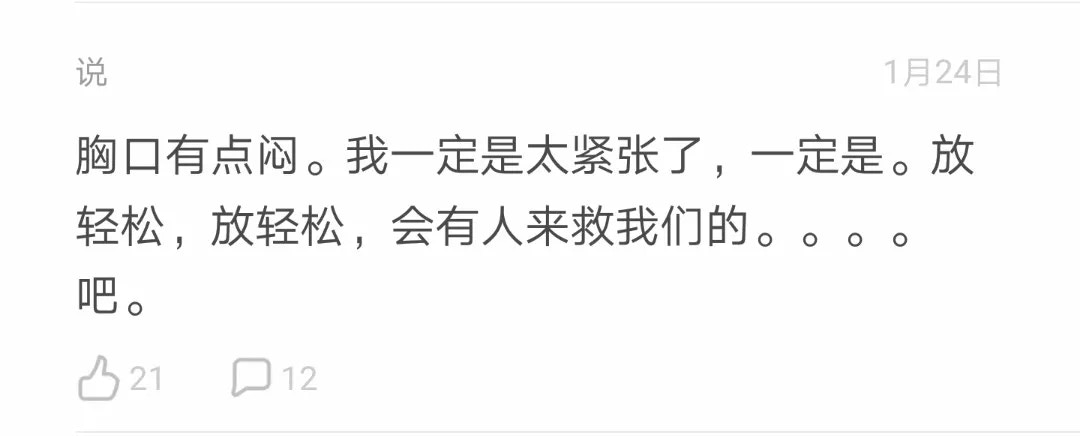 说
1月24日
胸口有点闷。我一定是太紧张了，一定是。放
轻松，放轻松，会有人来救我们的。。。。
吧。
21
12